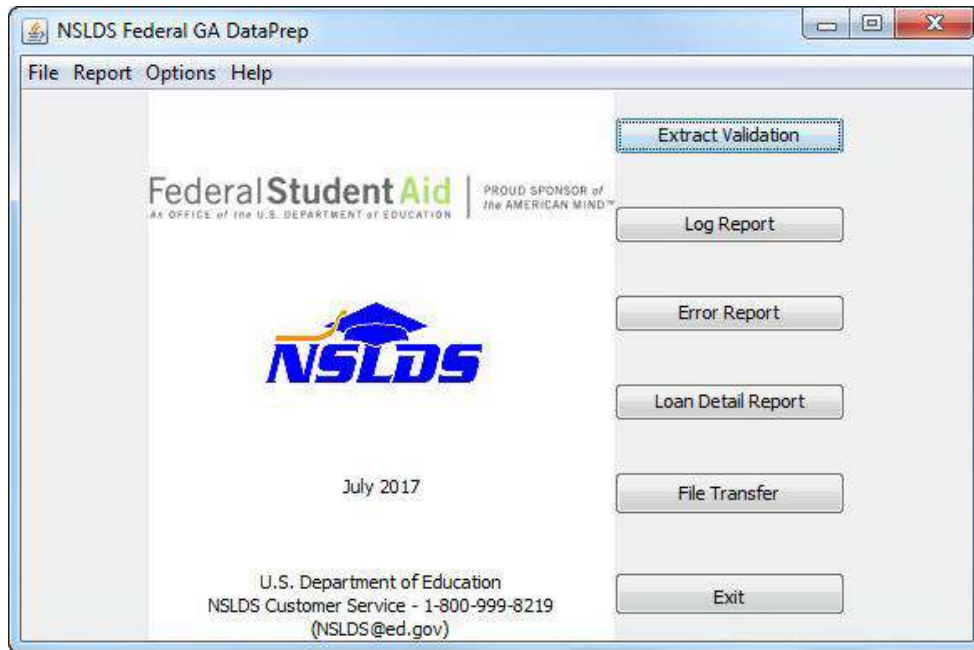 NSLDS Federal GA DataPrep
File Report Options Help
Extract Validation
Federal Student Aid
An OFFICE of the U.S. DEPARTMENT of EDUCATION
PROUD SPONSOR of
the AMERICAN MIND™
Log Report
Error Report
NSLDS
Loan Detail Report
July 2017
File Transfer
U.S. Department of Education
NSLDS Customer Service - 1-800-999-8219
(NSLDS@ed.gov)
Exit